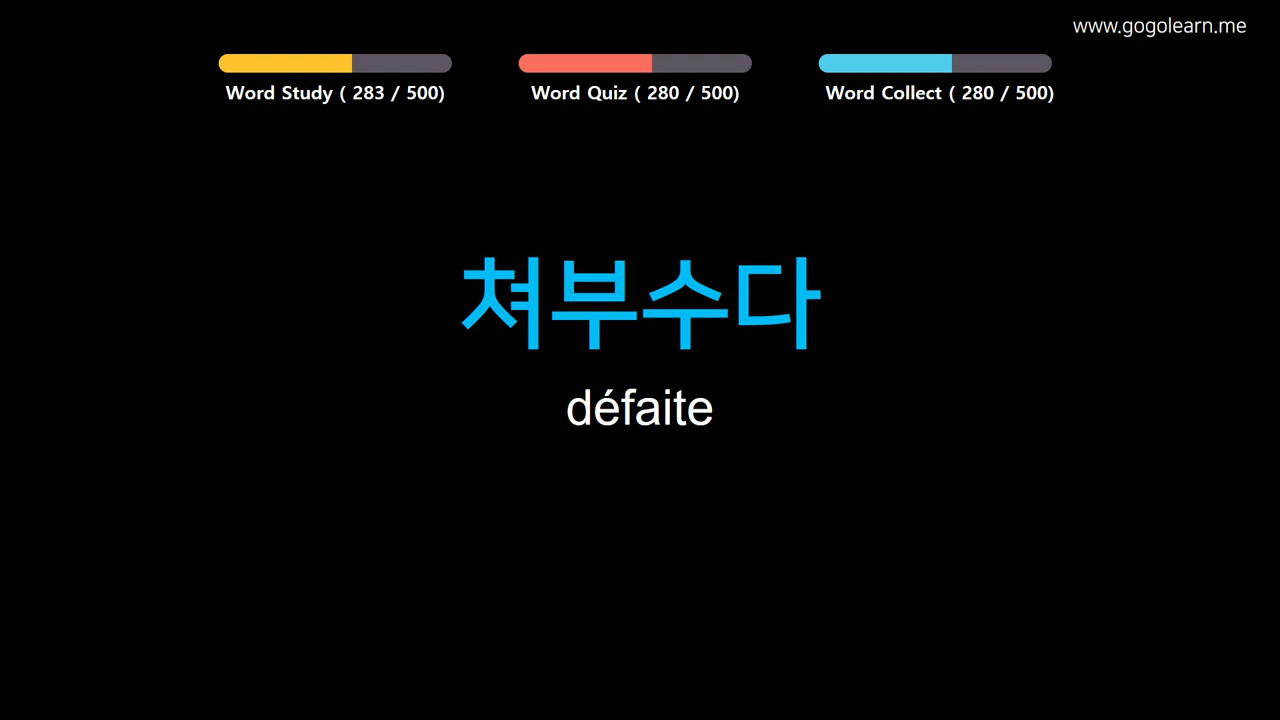 www.gogolearn.me
Word Study ( 283 / 500)
Word Quiz ( 280 / 500)
Word Collect ( 280 / 500)
쳐부수다
défaite